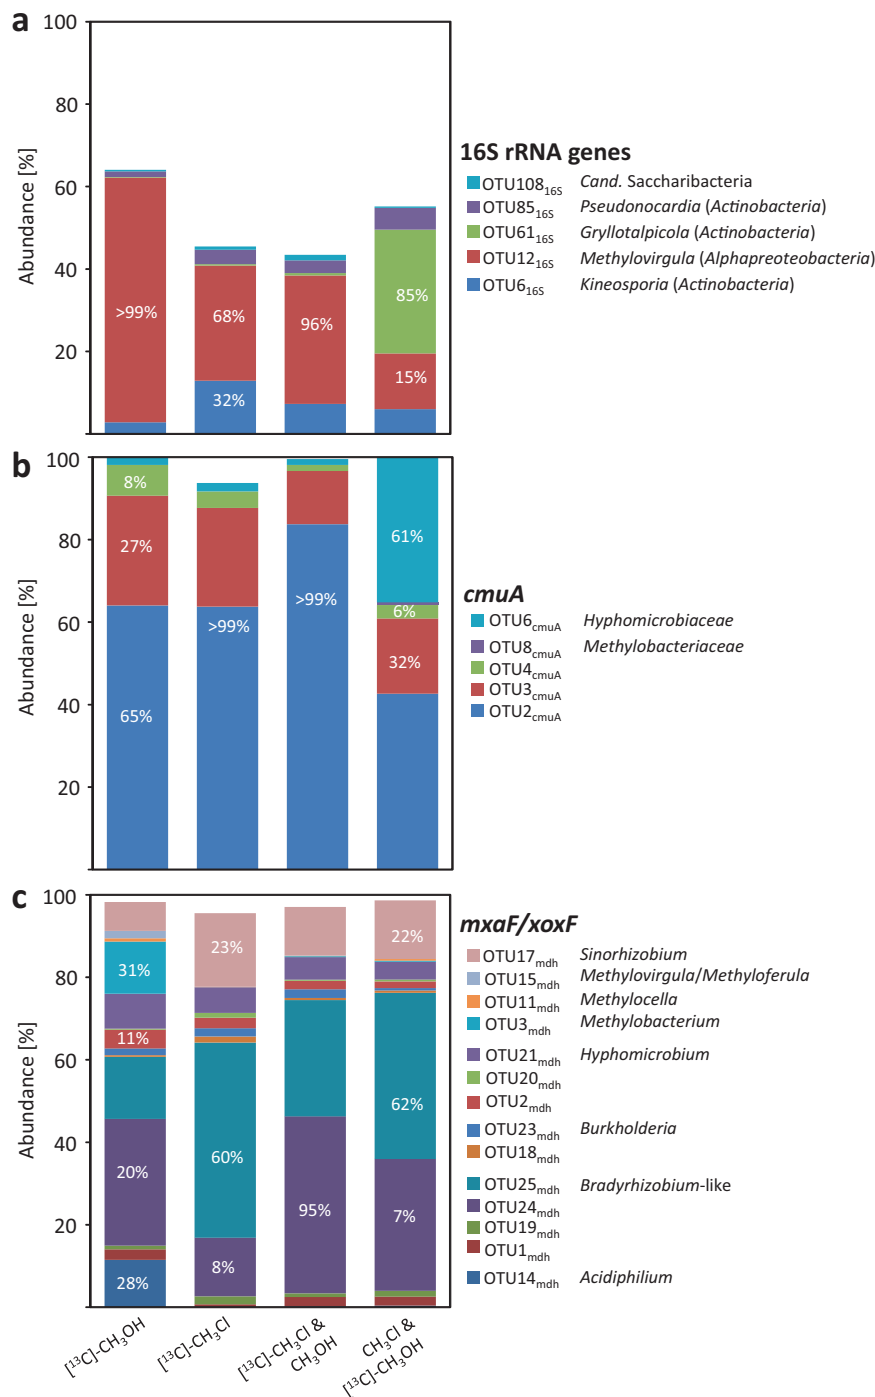 a
100
80
60
40
20
Abundance [%]
>99%
68%
32%
96%
85%
15%
16S rRNA genes
OTU108₁₆S Cand. Saccharibacteria
OTU85₁₆S Pseudonocardia (Actinobacteria)
OTU61₁₆S Gryllotalpicola (Actinobacteria)
OTU12₁₆S Methylovirgula (Alphapreoteobacteria)
OTU6₁₆S Kineosporia (Actinobacteria)
b
100
80
60
40
20
Abundance [%]
8%
27%
65%
>99%
>99%
61%
6%
32%
cmuA
OTU6cmuA Hyphomicrobiaceae
OTU8cmuA Methylobacteriaceae
OTU4cmuA
OTU3cmuA
OTU2cmuA
c
100
80
60
40
20
Abundance [%]
31%
11%
20%
28%
23%
60%
8%
95%
22%
62%
7%
mxaF/xoxF
OTU17mdh Sinorhizobium
OTU15mdh Methylovirgula/Methyloferula
OTU11mdh Methylocella
OTU3mdh Methylobacterium
OTU21mdh Hyphomicrobium
OTU20mdh
OTU2mdh
OTU23mdh Burkholderia
OTU18mdh
OTU25mdh Bradyrhizobium-like
OTU24mdh
OTU19mdh
OTU1mdh
OTU14mdh Acidiphilium
[¹³C]-CH₃OH
[¹³C]-CH₃Cl
[¹³C]-CH₃Cl &
CH₃OH
CH₃Cl &
[¹³C]-CH₃OH